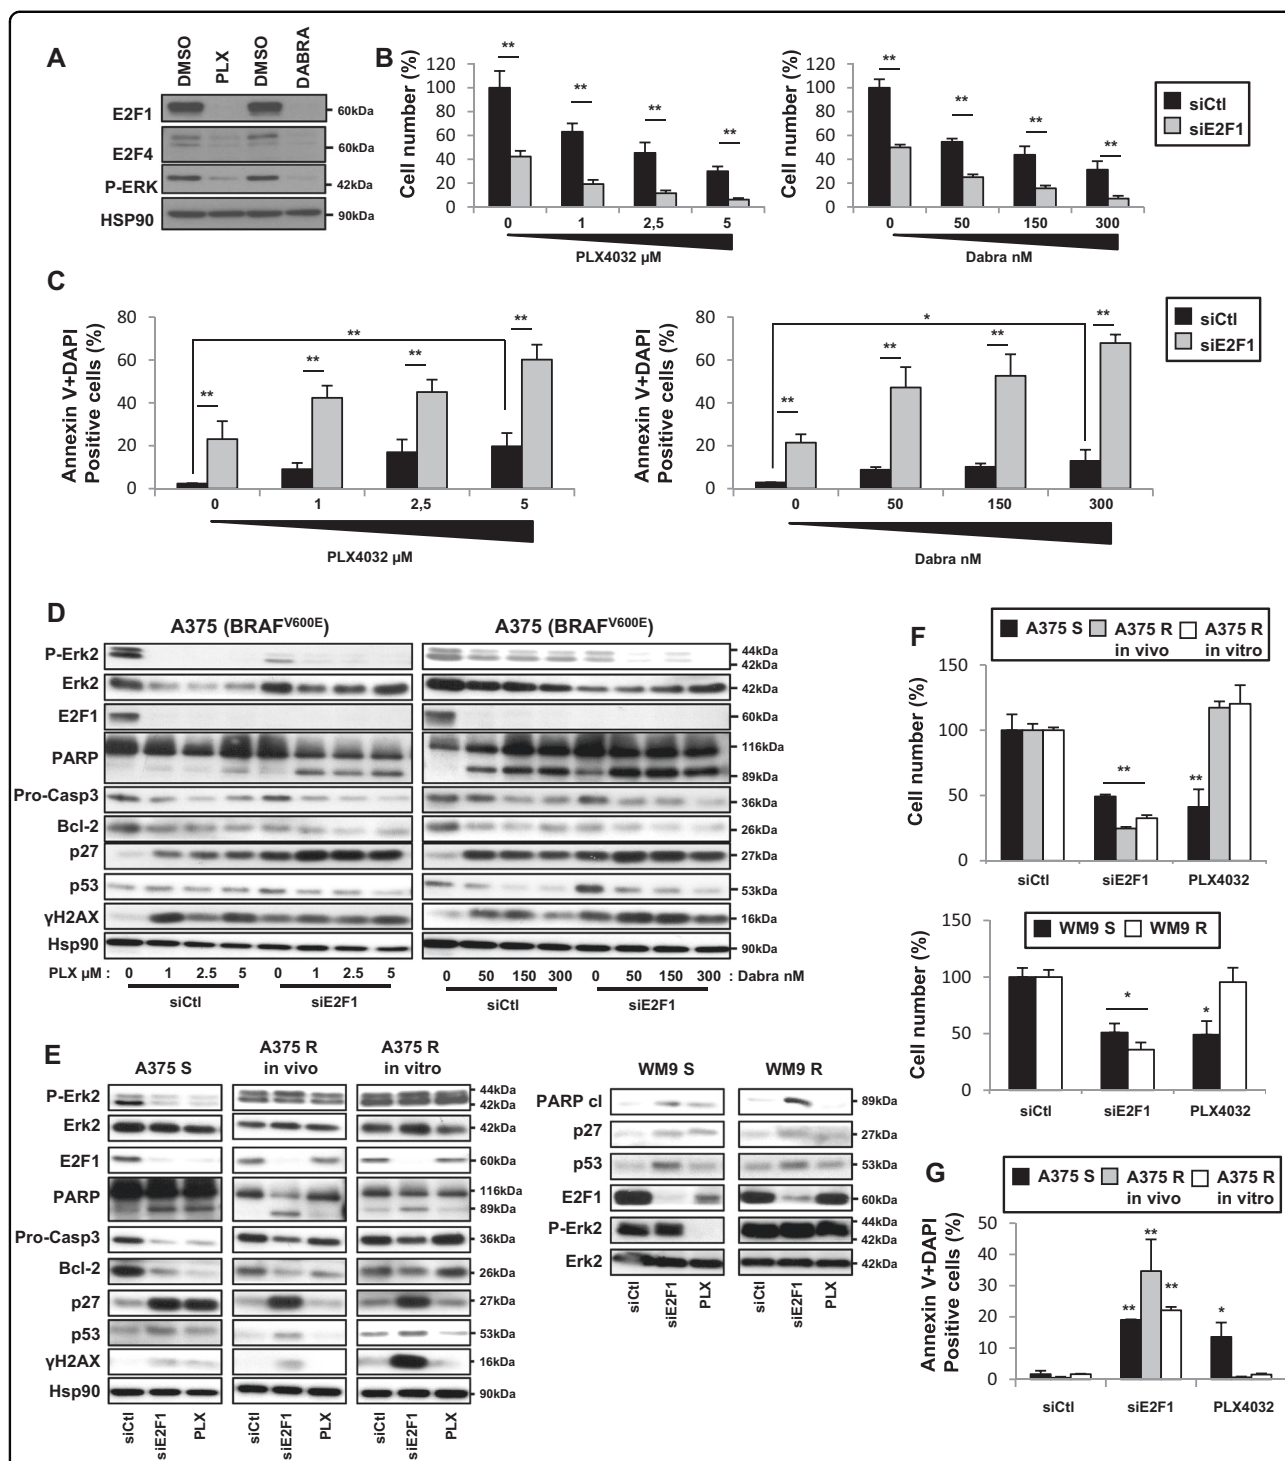 A
DMSO
PLX
DMSO
DABRA
E2F1
60kDa
E2F4
60kDa
P-ERK
42kDa
HSP90
90kDa
B
Cell number (%)
120
100
80
60
40
20
0
** ** ** **
0 1 2,5 5
PLX4032 µM
Cell number (%)
120
100
80
60
40
20
0
** ** ** **
0 50 150 300
Dabra nM
siCtl
siE2F1
C
Annexin V+DAPI
Positive cells (%)
80
60
40
20
0
** ** ** ** **
0 1 2,5 5
PLX4032 µM
Annexin V+DAPI
Positive cells (%)
80
60
40
20
0
** * ** ** **
0 50 150 300
Dabra nM
siCtl
siE2F1
D
A375 (BRAFV600E)
A375 (BRAFV600E)
P-Erk2
44kDa
42kDa
Erk2
42kDa
E2F1
60kDa
PARP
116kDa
89kDa
Pro-Casp3
36kDa
Bcl-2
26kDa
p27
27kDa
p53
53kDa
γH2AX
16kDa
Hsp90
90kDa
PLX µM : 0 1 2.5 5 0 1 2.5 5
0 50 150 300 0 50 150 300 : Dabra nM
siCtl siE2F1 siCtl siE2F1
E
A375 S
A375 R
in vivo
A375 R
in vitro
P-Erk2
44kDa
42kDa
Erk2
42kDa
E2F1
60kDa
PARP
116kDa
89kDa
Pro-Casp3
36kDa
Bcl-2
26kDa
p27
27kDa
p53
53kDa
γH2AX
16kDa
Hsp90
90kDa
siCtl siE2F1 PLX siCtl siE2F1 PLX siCtl siE2F1 PLX
WM9 S
WM9 R
PARP cl
89kDa
p27
27kDa
p53
53kDa
E2F1
60kDa
P-Erk2
44kDa
42kDa
Erk2
42kDa
siCtl siE2F1 PLX siCtl siE2F1 PLX
F
A375 S A375 R in vivo A375 R in vitro
Cell number (%)
150
100
50
0
** **
siCtl siE2F1 PLX4032
WM9 S WM9 R
Cell number (%)
150
100
50
0
* *
siCtl siE2F1 PLX4032
G
A375 S A375 R in vivo A375 R in vitro
Annexin V+DAPI
Positive cells (%)
50
40
30
20
10
0
** ** ** *
siCtl siE2F1 PLX4032